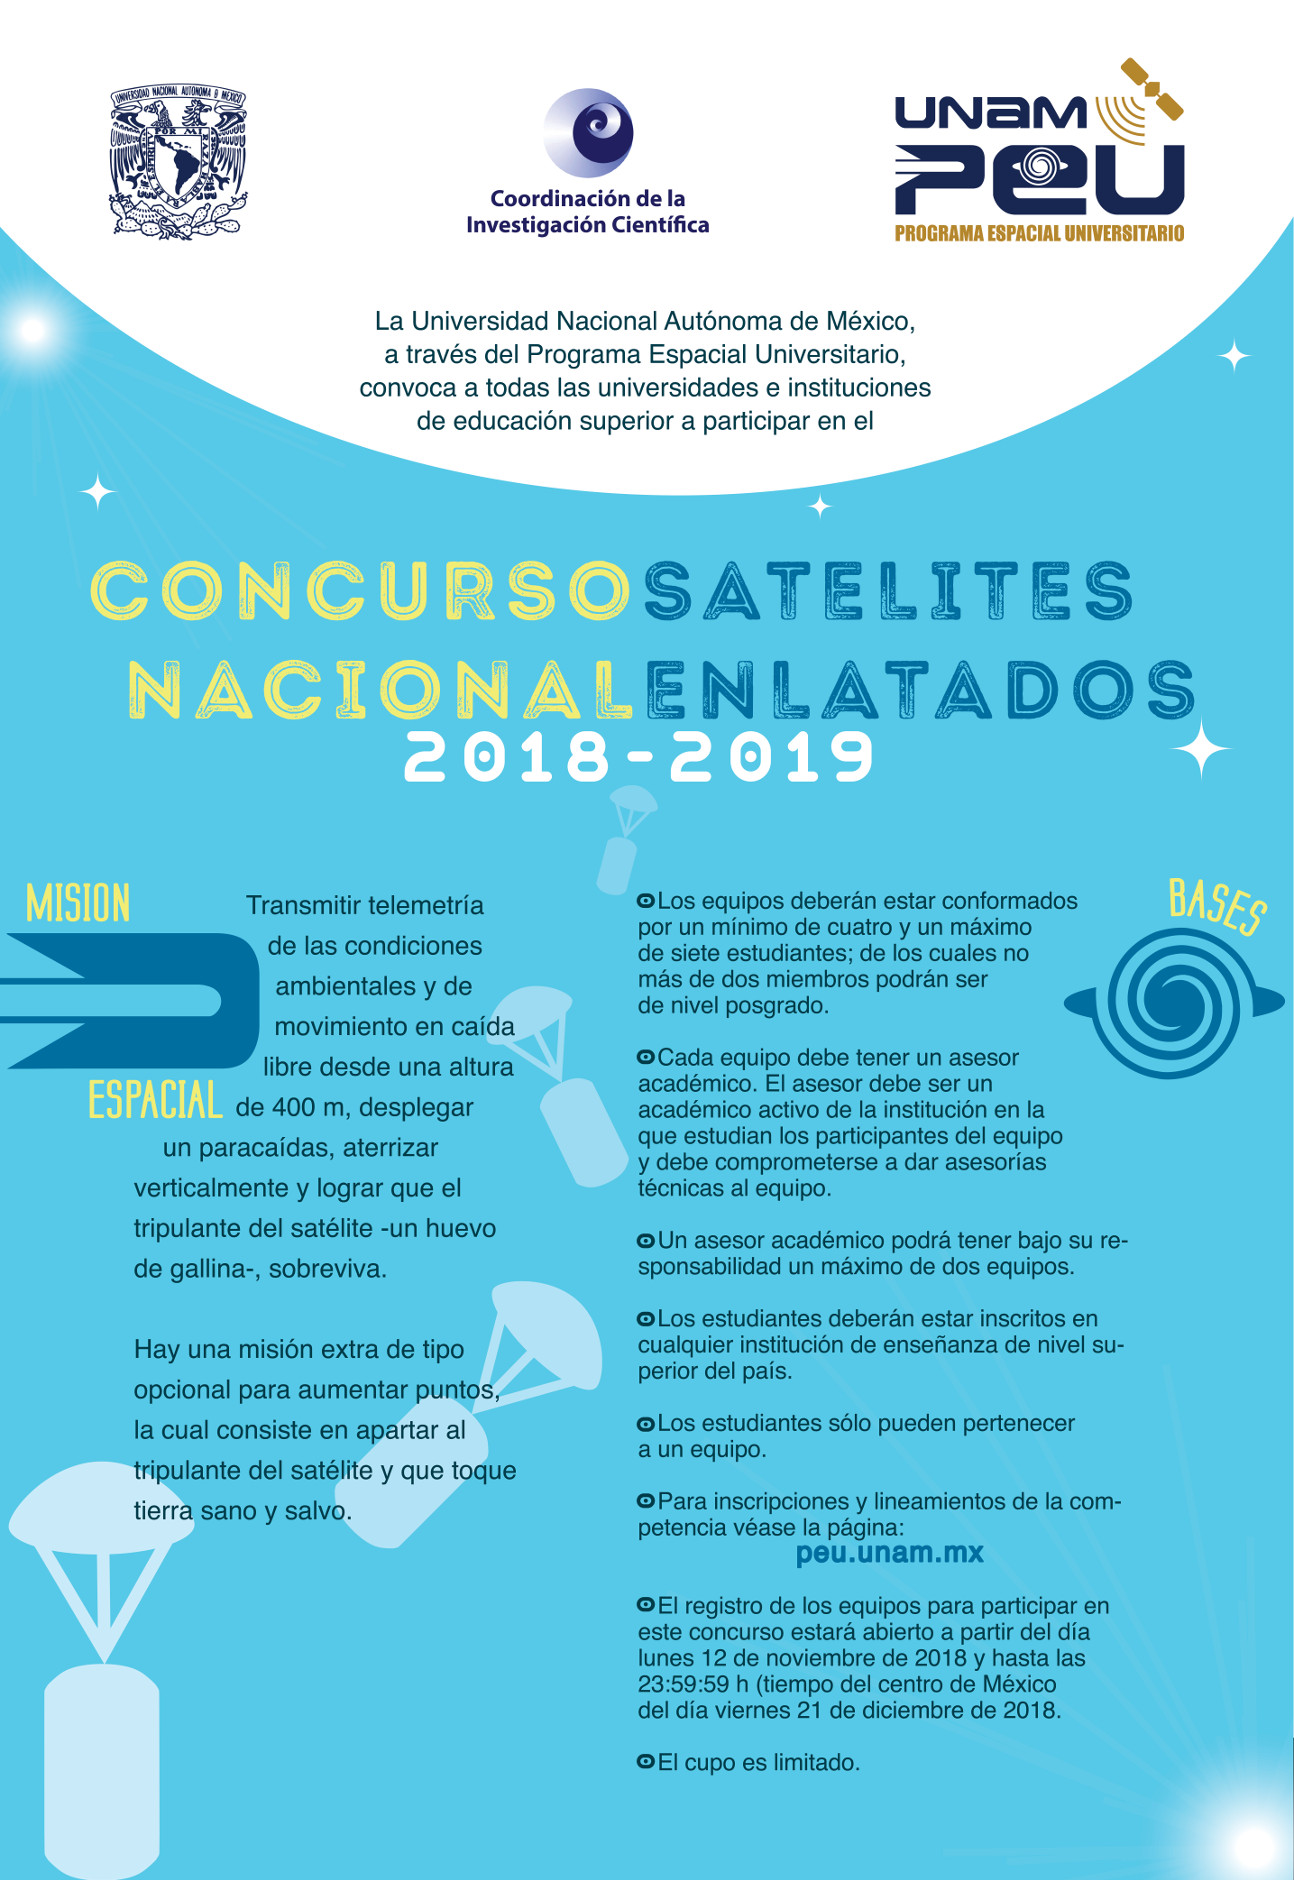 UNIVERSIDAD NACIONAL AUTONOMA D MEXICO
POR MI
Coordinación de la
Investigación Científica
UNAM
PEU
PROGRAMA ESPACIAL UNIVERSITARIO
La Universidad Nacional Autónoma de México,
a través del Programa Espacial Universitario,
convoca a todas las universidades e instituciones
de educación superior a participar en el
CONCURSO SATELITES
NACIONAL ENLATADOS
2018-2019
MISION
ESPACIAL
Transmitir telemetría
de las condiciones
ambientales y de
movimiento en caída
libre desde una altura
de 400 m, desplegar
un paracaídas, aterrizar
verticalmente y lograr que el
tripulante del satélite -un huevo
de gallina-, sobreviva.
Hay una misión extra de tipo
opcional para aumentar puntos,
la cual consiste en apartar al
tripulante del satélite y que toque
tierra sano y salvo.
BASES
Los equipos deberán estar conformados
por un mínimo de cuatro y un máximo
de siete estudiantes; de los cuales no
más de dos miembros podrán ser
de nivel posgrado.
Cada equipo debe tener un asesor
académico. El asesor debe ser un
académico activo de la institución en la
que estudian los participantes del equipo
y debe comprometerse a dar asesorías
técnicas al equipo.
Un asesor académico podrá tener bajo su re-
sponsabilidad un máximo de dos equipos.
Los estudiantes deberán estar inscritos en
cualquier institución de enseñanza de nivel su-
perior del país.
Los estudiantes sólo pueden pertenecer
a un equipo.
Para inscripciones y lineamientos de la com-
petencia véase la página:
peu.unam.mx
El registro de los equipos para participar en
este concurso estará abierto a partir del día
lunes 12 de noviembre de 2018 y hasta las
23:59:59 h (tiempo del centro de México
del día viernes 21 de diciembre de 2018.
El cupo es limitado.